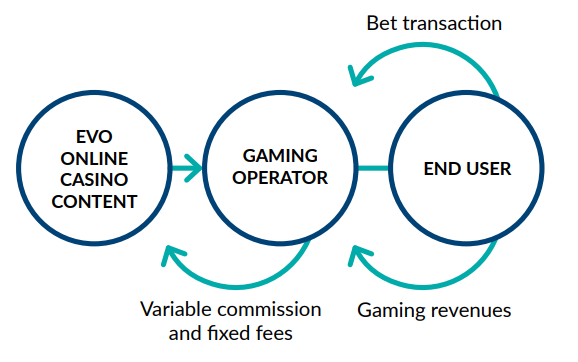 Bet transaction
EVO
ONLINE
CASINO
CONTENT
GAMING
OPERATOR
END USER
Variable commission
and fixed fees
Gaming revenues